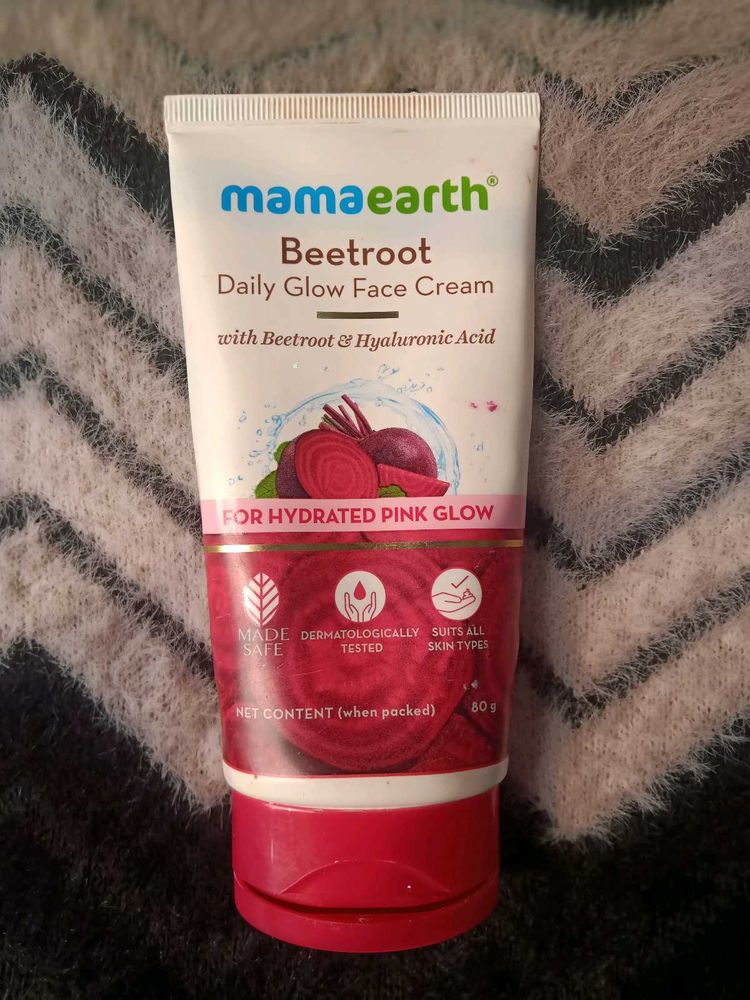 mamaearth®
Beetroot
Daily Glow Face Cream
with Beetroot & Hyaluronic Acid
FOR HYDRATED PINK GLOW
MADE
SAFE
DERMATOLOGICALLY
TESTED
SUITS ALL
SKIN TYPES
NET CONTENT (when packed)
80 g